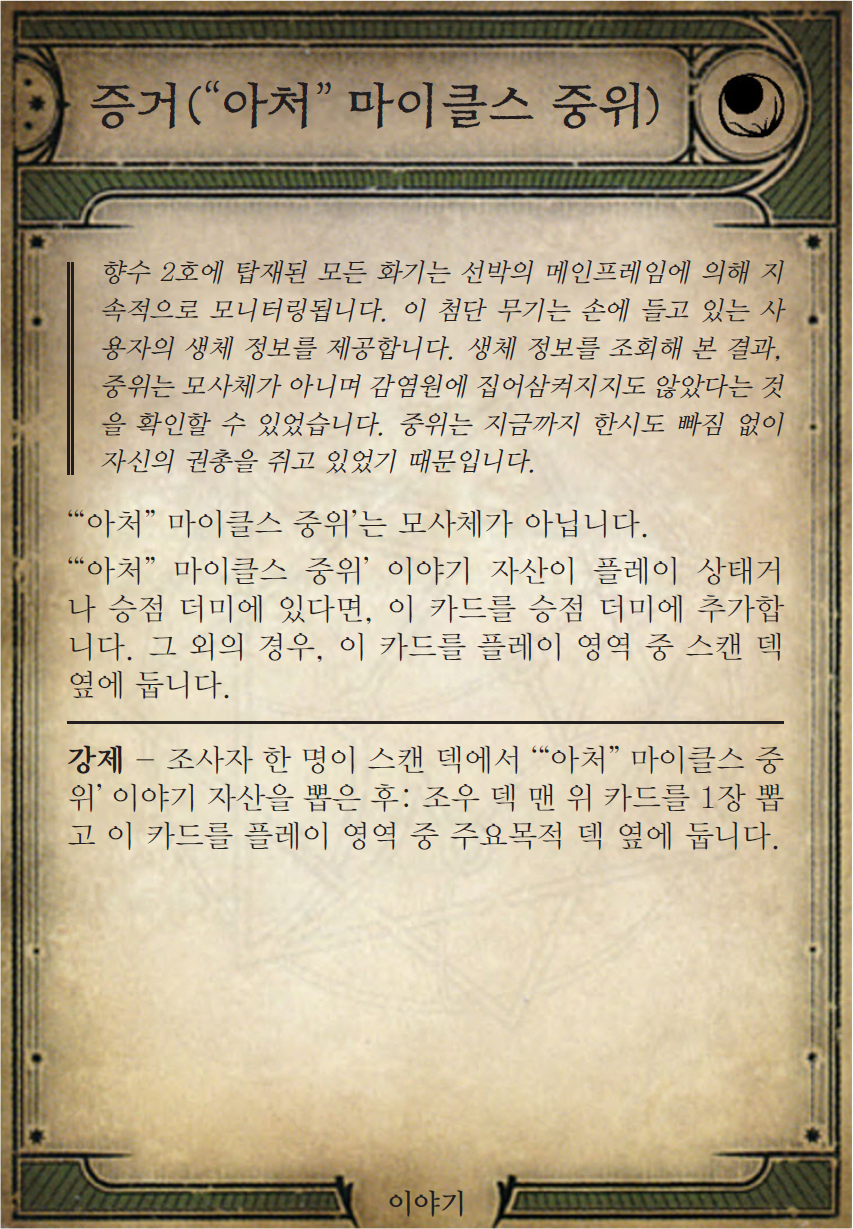 증거(“아처” 마이클스 중위)
향수 2호에 탑재된 모든 화기는 선박의 메인프레임에 의해 지
속적으로 모니터링됩니다. 이 첨단 무기는 손에 들고 있는 사
용자의 생체 정보를 제공합니다. 생체 정보를 조회해 본 결과,
중위는 모사체가 아니며 감염원에 집어삼켜지지도 않았다는 것
을 확인할 수 있었습니다. 중위는 지금까지 한시도 빠짐 없이
자신의 권총을 쥐고 있었기 때문입니다.
‘“아처” 마이클스 중위’는 모사체가 아닙니다.
‘“아처” 마이클스 중위’ 이야기 자산이 플레이 상태거
나 승점 더미에 있다면, 이 카드를 승점 더미에 추가합
니다. 그 외의 경우, 이 카드를 플레이 영역 중 스캔 덱
옆에 둡니다.
강제 – 조사자 한 명이 스캔 덱에서 ‘“아처” 마이클스 중
위’ 이야기 자산을 뽑은 후: 조우 덱 맨 위 카드를 1장 뽑
고 이 카드를 플레이 영역 중 주요목적 덱 옆에 둡니다.
이야기